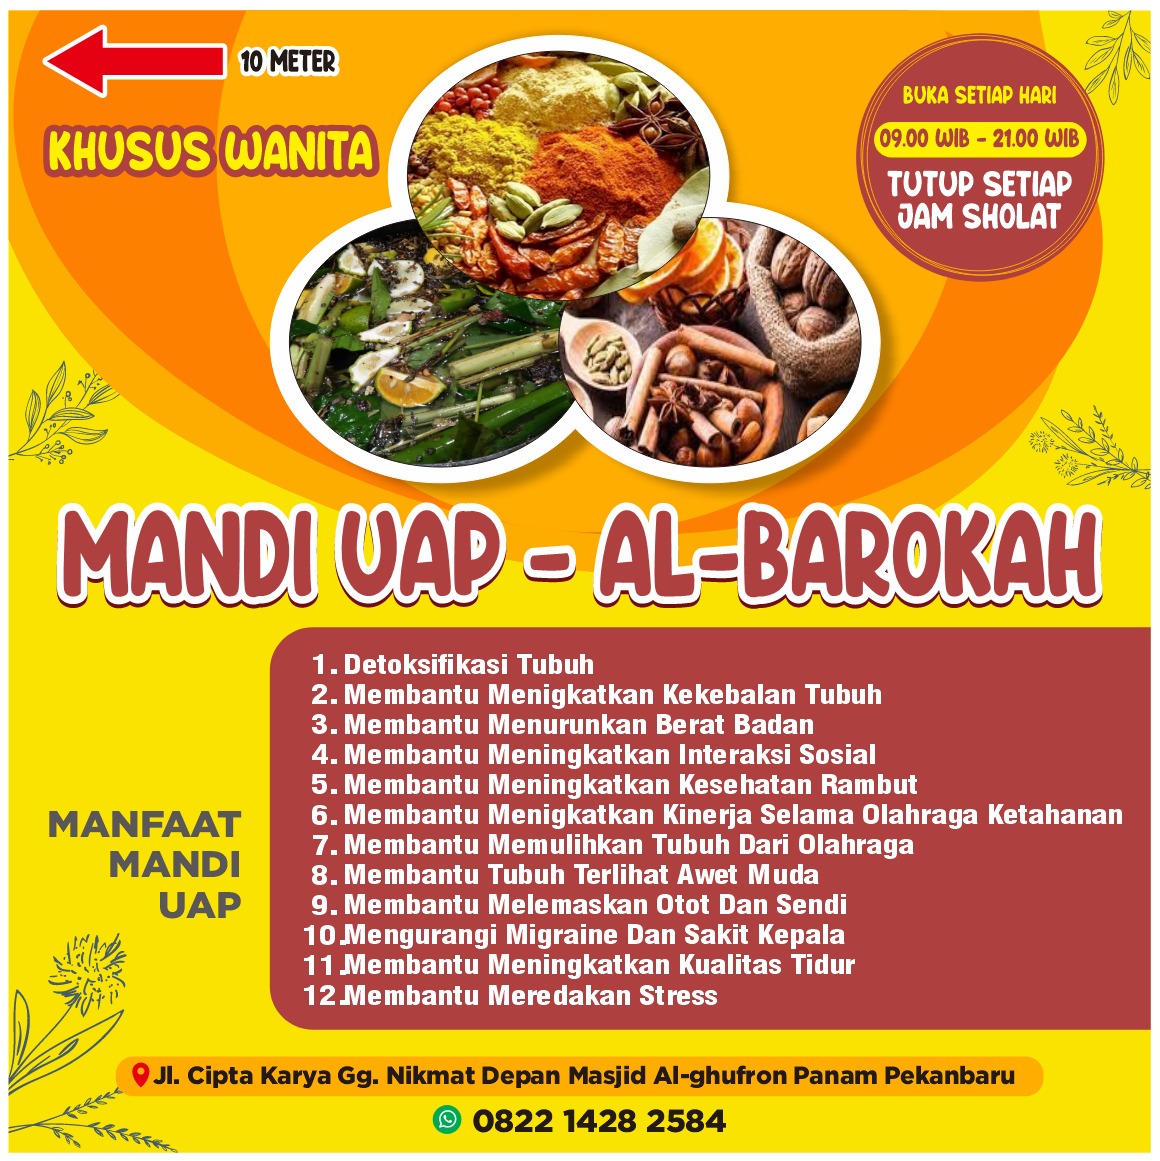 10 METER
KHUSUS WANITA
BUKA SETIAP HARI
09.00 WIB - 21.00 WIB
TUTUP SETIAP
JAM SHOLAT
MANDI UAP - AL-BAROKAH
MANFAAT
MANDI
UAP
1. Detoksifikasi Tubuh
2. Membantu Menigkatkan Kekebalan Tubuh
3. Membantu Menurunkan Berat Badan
4. Membantu Meningkatkan Interaksi Sosial
5. Membantu Meningkatkan Kesehatan Rambut
6. Membantu Menigkatkan Kinerja Selama Olahraga Ketahanan
7. Membantu Memulihkan Tubuh Dari Olahraga
8. Membantu Tubuh Terlihat Awet Muda
9. Membantu Melemaskan Otot Dan Sendi
10. Mengurangi Migraine Dan Sakit Kepala
11. Membantu Meningkatkan Kualitas Tidur
12. Membantu Meredakan Stress
Jl. Cipta Karya Gg. Nikmat Depan Masjid Al-ghufron Panam Pekanbaru
0822 1428 2584